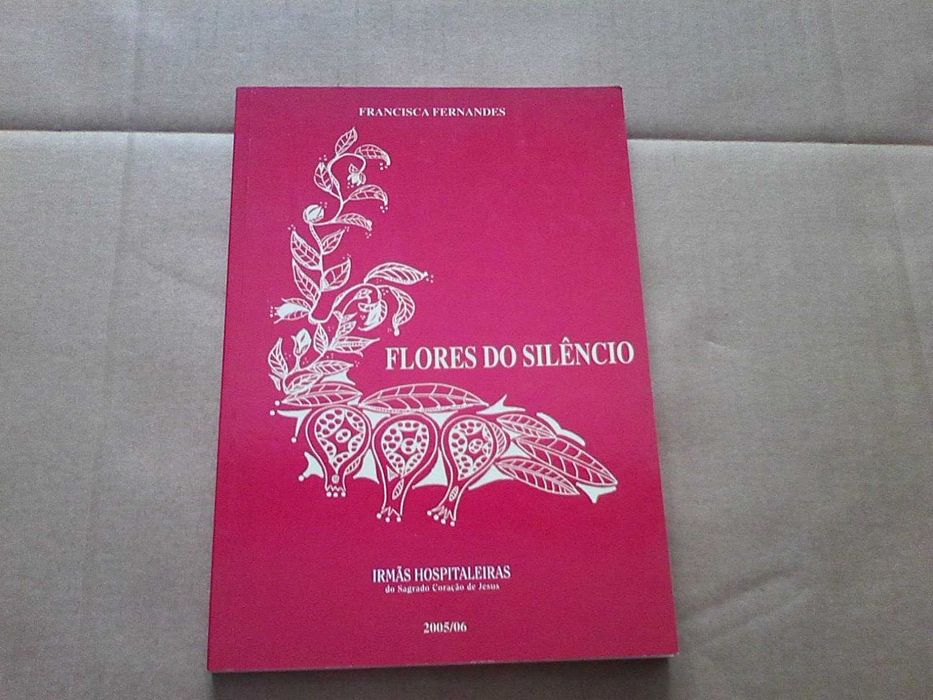 FRANCISCA FERNANDES
FLORES DO SILÊNCIO
IRMÃS HOSPITALEIRAS
do Sagrado Coração de Jesus
2005/06